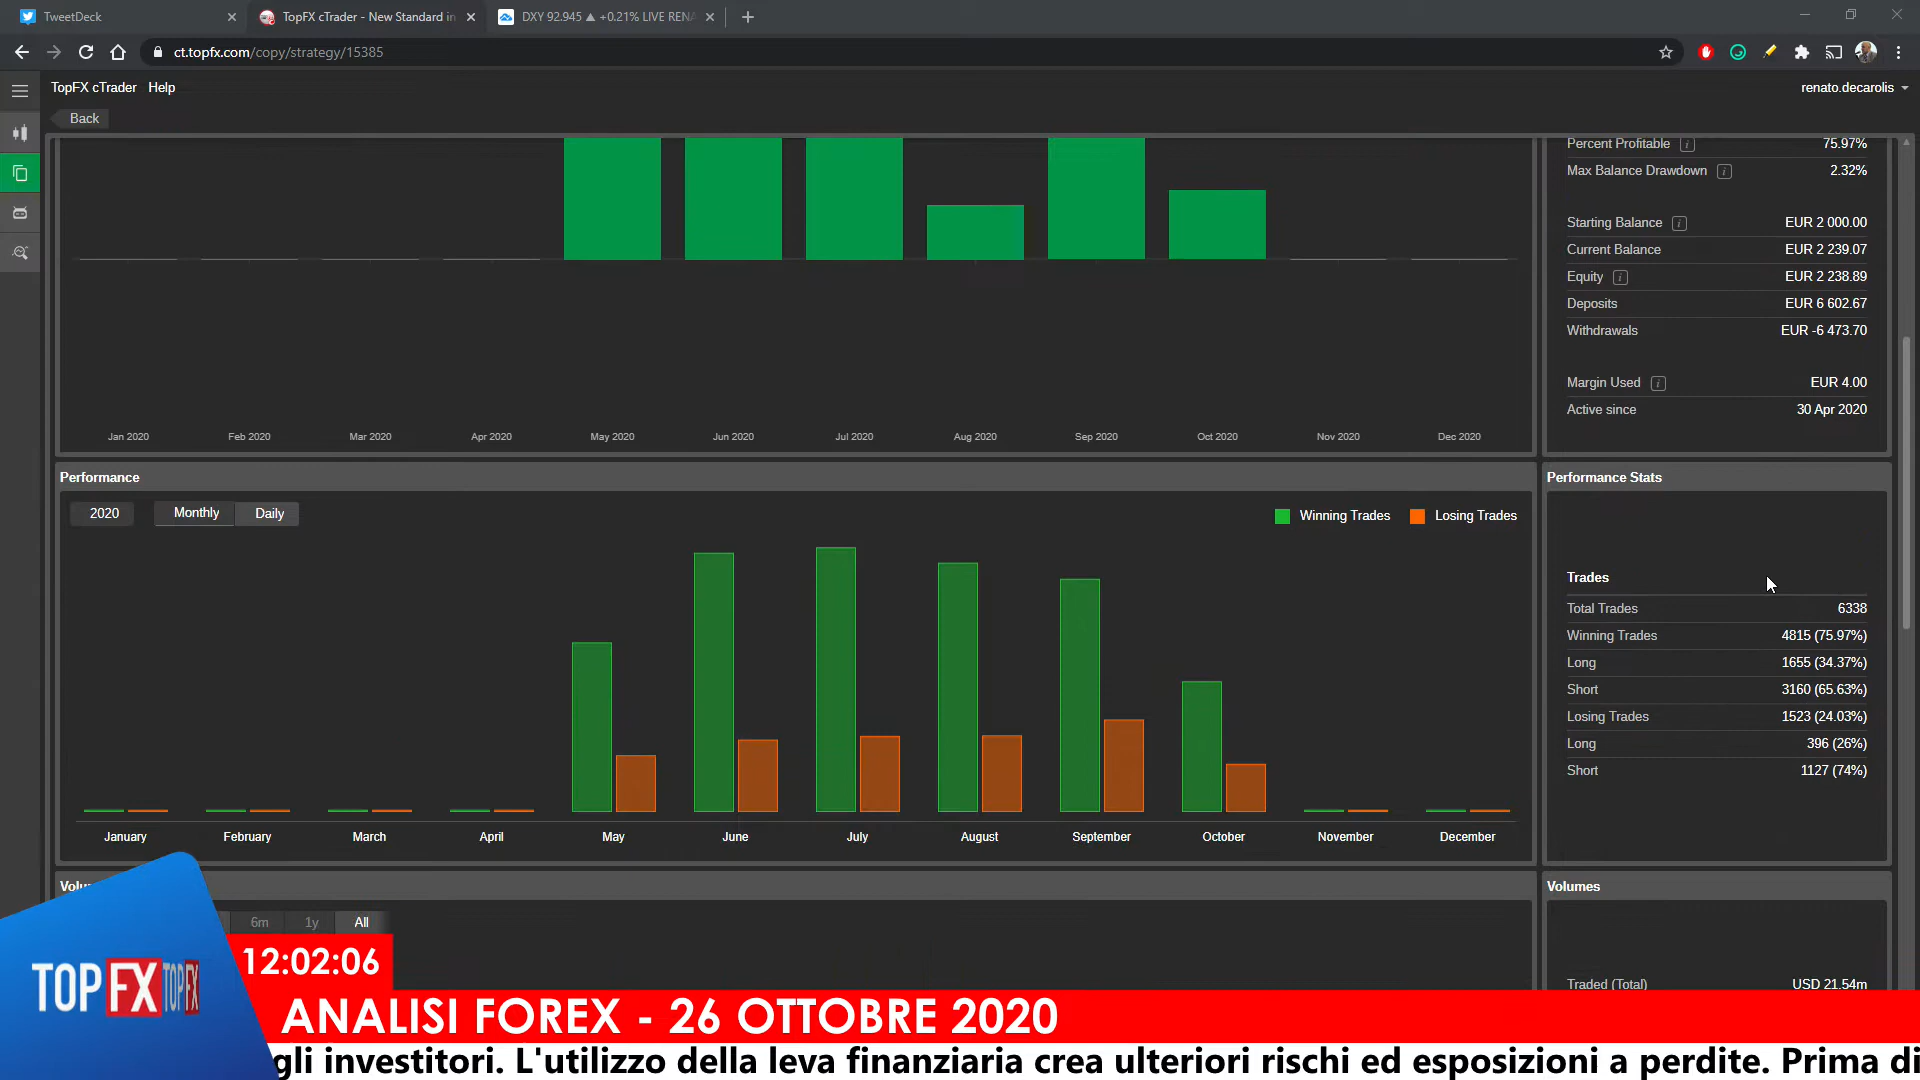 TweetDeck
TopFX cTrader - New Standard in
DXY 92.945 ▲ +0.21% LIVE RENA
ct.topfx.com/copy/strategy/15385
TopFX cTrader Help
renato.decarolis
Back
Percent Profitable 75.97%
Max Balance Drawdown 2.32%
Starting Balance EUR 2 000.00
Current Balance EUR 2 239.07
Equity EUR 2 238.89
Deposits EUR 6 602.67
Withdrawals EUR -6 473.70
Margin Used EUR 4.00
Active since 30 Apr 2020
Jan 2020 Feb 2020 Mar 2020 Apr 2020 May 2020 Jun 2020 Jul 2020 Aug 2020 Sep 2020 Oct 2020 Nov 2020 Dec 2020
Performance
2020 Monthly Daily
Winning Trades Losing Trades
January February March April May June July August September October November December
Performance Stats
Trades
Total Trades 6338
Winning Trades 4815 (75.97%)
Long 1655 (34.37%)
Short 3160 (65.63%)
Losing Trades 1523 (24.03%)
Long 396 (26%)
Short 1127 (74%)
6m 1y All
Volumes
Traded (Total) USD 21.54m
TOP FX TOP FX
12:02:06
ANALISI FOREX - 26 OTTOBRE 2020
gli investitori. L'utilizzo della leva finanziaria crea ulteriori rischi ed esposizioni a perdite. Prima di